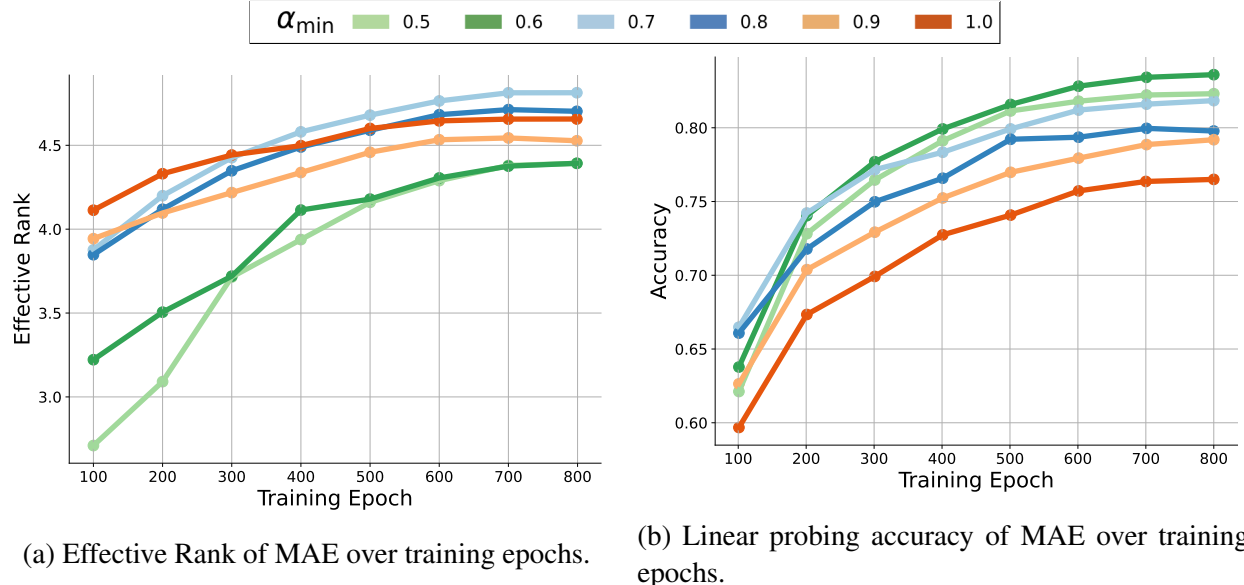 α_min 0.5 0.6 0.7 0.8 0.9 1.0
Effective Rank
4.5
4.0
3.5
3.0
100 200 300 400 500 600 700 800
Training Epoch
(a) Effective Rank of MAE over training epochs.
Accuracy
0.80
0.75
0.70
0.65
0.60
100 200 300 400 500 600 700 800
Training Epoch
(b) Linear probing accuracy of MAE over training
epochs.